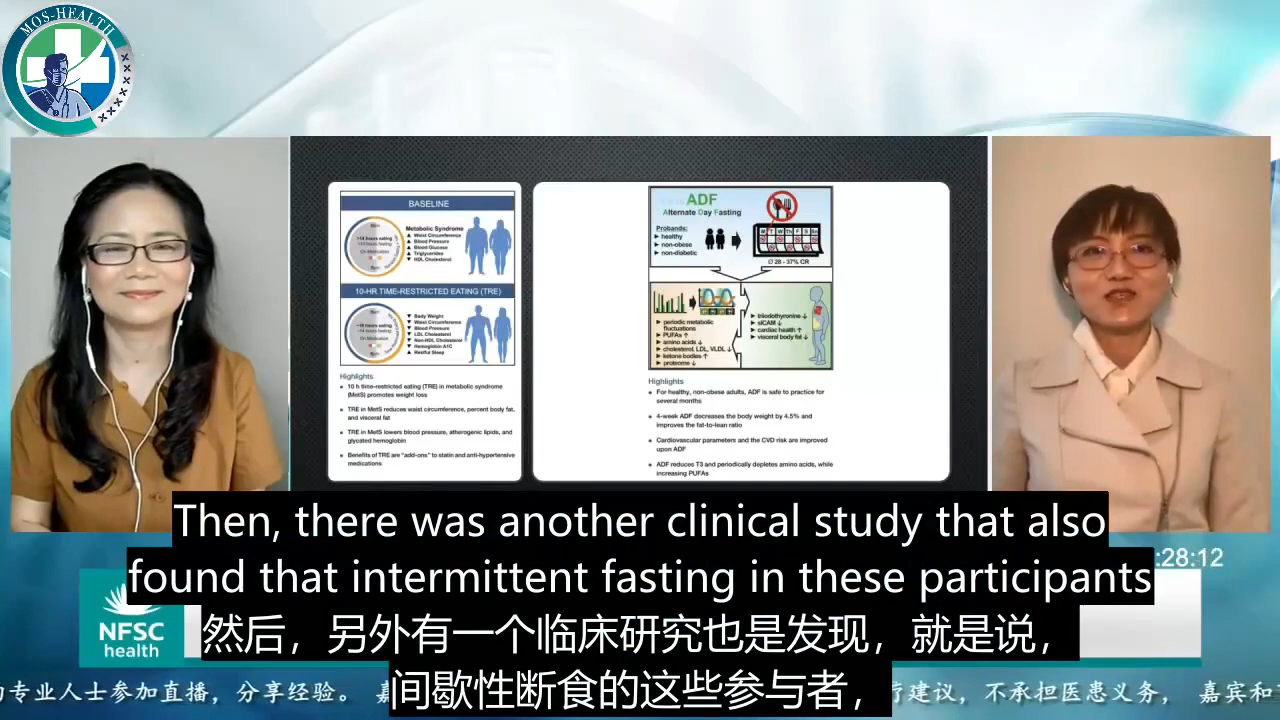 MOS-HEALTH
BASELINE
Metabolic Syndrome
▲ Waist Circumference
▲ Blood Pressure
▲ Blood Glucose
▲ Triglycerides
▼ HDL Cholesterol
10-HR TIME-RESTRICTED EATING (TRE)
▼ Body Weight
▼ Waist Circumference
▼ Blood Pressure
▼ LDL Cholesterol
▼ Non-HDL Cholesterol
▼ Hemoglobin A1C
▲ Restful Sleep
Highlights
• 10 h time-restricted eating (TRE) in metabolic syndrome
(MetS) promotes weight loss
• TRE in MetS reduces waist circumference, percent body fat,
and visceral fat
• TRE in MetS lowers blood pressure, atherogenic lipids, and
glycated hemoglobin
• Benefits of TRE are "add-ons" to statin and anti-hypertensive
medications
ADF
Alternate Day Fasting
Probands:
► healthy
► non-obese
► non-diabetic
M T W Th F S Su
∅ 28 - 37% CR
► periodic metabolic
fluctuations
► PUFAs ↑
► amino acids ↓
► cholesterol, LDL, VLDL ↓
► ketone bodies ↑
► proteome ↓
► triiodothyronine ↓
► sICAM ↓
► cardiac health ↑
► visceral body fat ↓
Highlights
• For healthy, non-obese adults, ADF is safe to practice for
several months
• 4-week ADF decreases the body weight by 4.5% and
improves the fat-to-lean ratio
• Cardiovascular parameters and the CVD risk are improved
upon ADF
• ADF reduces T3 and periodically depletes amino acids, while
increasing PUFAs
Then, there was another clinical study that also
found that intermittent fasting in these participants
:28:12
然后，另外有一个临床研究也是发现，就是说，
间歇性断食的这些参与者，
NFSC
health
专业人士参加直播，分享经验。
疗建议，不承担医患义务， 嘉宾和